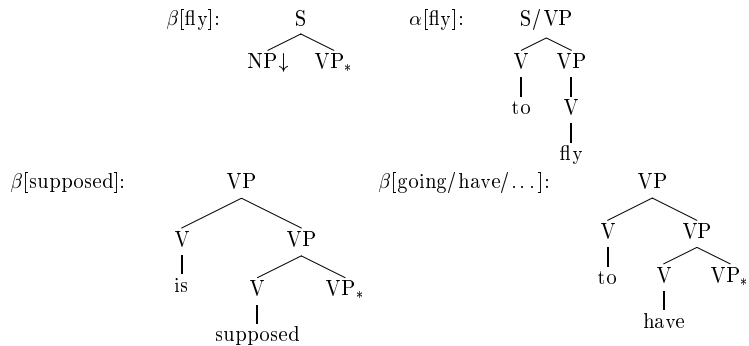 β[fly]: S α[fly]: S/VP
NP↓ VP* V VP
to V
fly
β[supposed]: VP β[going/have/...]: VP
V VP V VP
is V VP* to V VP*
supposed have